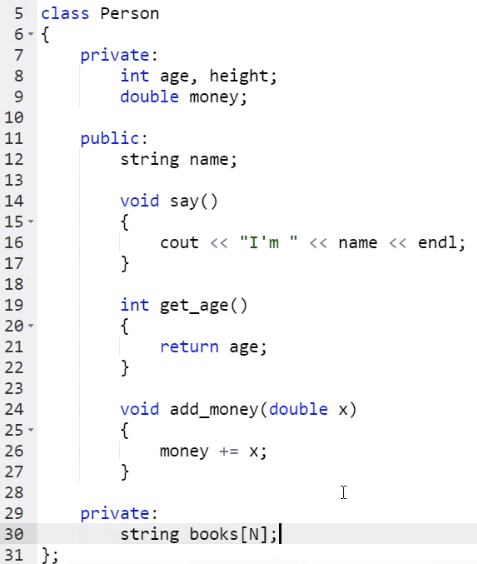 5 class Person
6 {
7 private:
8 int age, height;
9 double money;
10
11 public:
12 string name;
13
14 void say()
15 {
16 cout << "I'm " << name << endl;
17 }
18
19 int get_age()
20 {
21 return age;
22 }
23
24 void add_money(double x)
25 {
26 money += x;
27 }
28
29 private:
30 string books[N];
31 };